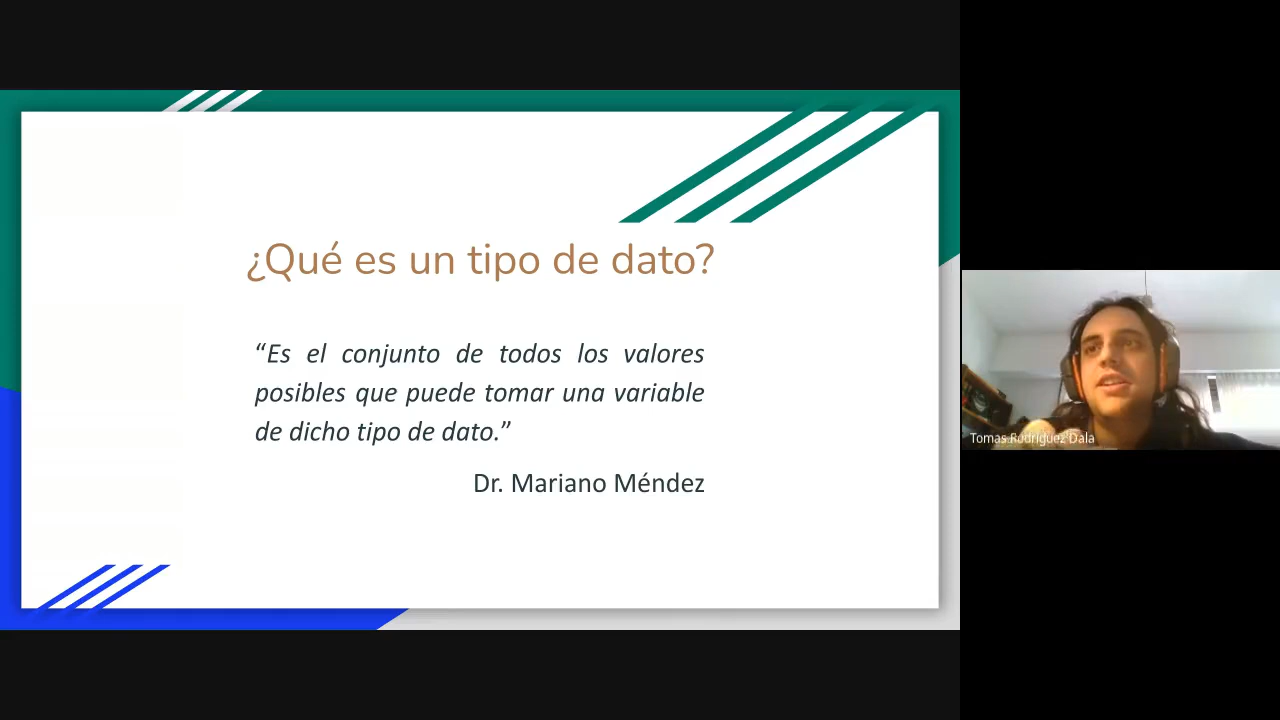 ¿Qué es un tipo de dato?
“Es el conjunto de todos los valores
posibles que puede tomar una variable
de dicho tipo de dato.”
Dr. Mariano Méndez
Tomas Rodriguez Dala